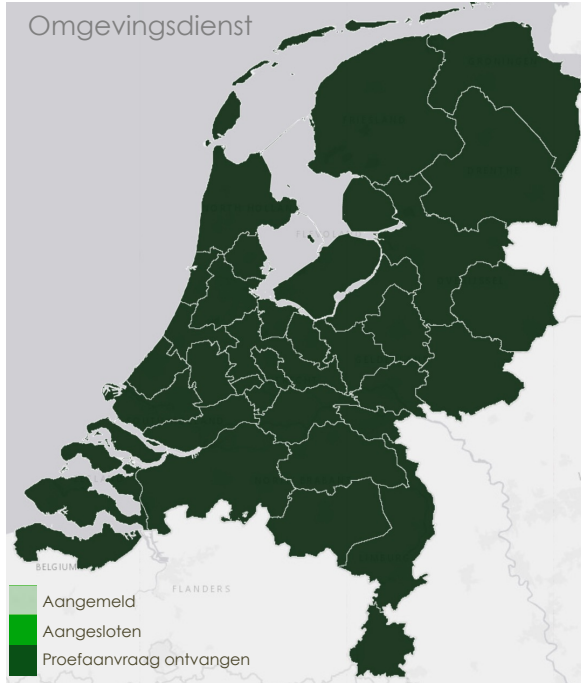 Omgevingsdienst
BELGIUM
FLANDERS
Aangemeld
Aangesloten
Proefaanvraag ontvangen